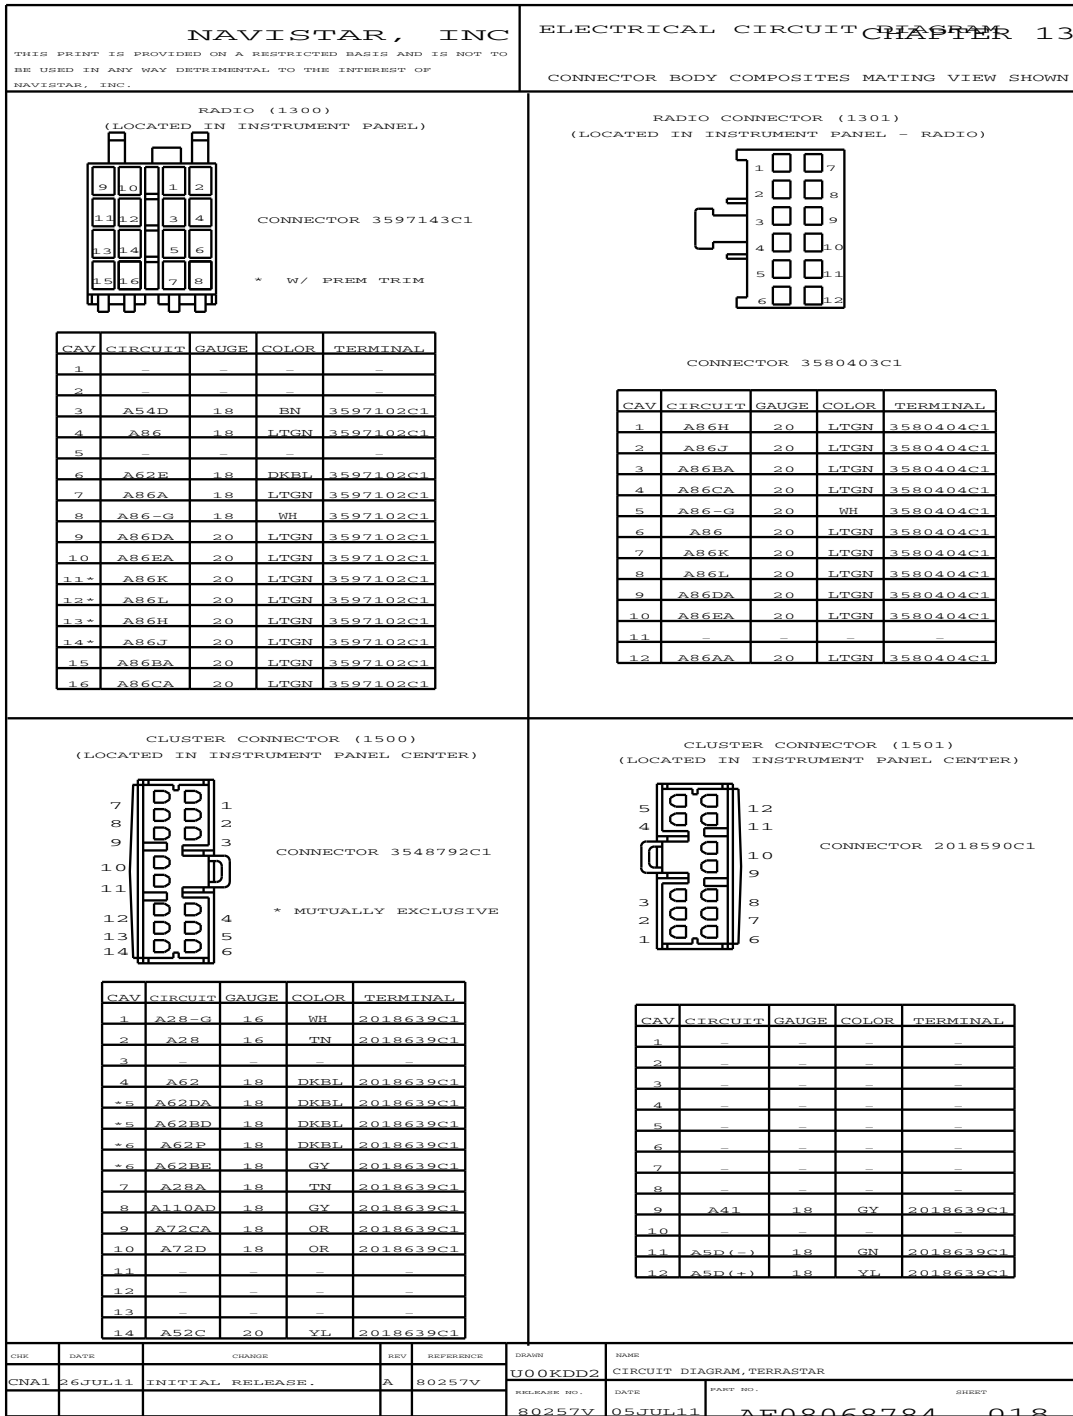 NAVISTAR, INC
THIS PRINT IS PROVIDED ON A RESTRICTED BASIS AND IS NOT TO
BE USED IN ANY WAY DETRIMENTAL TO THE INTEREST OF
NAVISTAR, INC.
ELECTRICAL CIRCUIT DIAGRAM CHAPTER 13
CONNECTOR BODY COMPOSITES MATING VIEW SHOWN
RADIO (1300)
(LOCATED IN INSTRUMENT PANEL)
9 10 1 2
11 12 3 4
13 14 5 6
15 16 7 8
CONNECTOR 3597143C1
* W/ PREM TRIM
CAV CIRCUIT GAUGE COLOR TERMINAL
1 – – – –
2 – – – –
3 A54D 18 BN 3597102C1
4 A86 18 LTGN 3597102C1
5 – – – –
6 A62E 18 DKBL 3597102C1
7 A86A 18 LTGN 3597102C1
8 A86-G 18 WH 3597102C1
9 A86DA 20 LTGN 3597102C1
10 A86EA 20 LTGN 3597102C1
11* A86K 20 LTGN 3597102C1
12* A86L 20 LTGN 3597102C1
13* A86H 20 LTGN 3597102C1
14* A86J 20 LTGN 3597102C1
15 A86BA 20 LTGN 3597102C1
16 A86CA 20 LTGN 3597102C1
RADIO CONNECTOR (1301)
(LOCATED IN INSTRUMENT PANEL – RADIO)
1 7
2 8
3 9
4 10
5 11
6 12
CONNECTOR 3580403C1
CAV CIRCUIT GAUGE COLOR TERMINAL
1 A86H 20 LTGN 3580404C1
2 A86J 20 LTGN 3580404C1
3 A86BA 20 LTGN 3580404C1
4 A86CA 20 LTGN 3580404C1
5 A86-G 20 WH 3580404C1
6 A86 20 LTGN 3580404C1
7 A86K 20 LTGN 3580404C1
8 A86L 20 LTGN 3580404C1
9 A86DA 20 LTGN 3580404C1
10 A86EA 20 LTGN 3580404C1
11 – – – –
12 A86AA 20 LTGN 3580404C1
CLUSTER CONNECTOR (1500)
(LOCATED IN INSTRUMENT PANEL CENTER)
7 1
8 2
9 3
10
11
12 4
13 5
14 6
CONNECTOR 3548792C1
* MUTUALLY EXCLUSIVE
CAV CIRCUIT GAUGE COLOR TERMINAL
1 A28-G 16 WH 2018639C1
2 A28 16 TN 2018639C1
3 – – – –
4 A62 18 DKBL 2018639C1
*5 A62DA 18 DKBL 2018639C1
*5 A62BD 18 DKBL 2018639C1
*6 A62P 18 DKBL 2018639C1
*6 A62BE 18 GY 2018639C1
7 A28A 18 TN 2018639C1
8 A110AD 18 GY 2018639C1
9 A72CA 18 OR 2018639C1
10 A72D 18 OR 2018639C1
11 – – – –
12 – – – –
13 – – – –
14 A52C 20 YL 2018639C1
CLUSTER CONNECTOR (1501)
(LOCATED IN INSTRUMENT PANEL CENTER)
5 12
4 11
10
9
3 8
2 7
1 6
CONNECTOR 2018590C1
CAV CIRCUIT GAUGE COLOR TERMINAL
1 – – – –
2 – – – –
3 – – – –
4 – – – –
5 – – – –
6 – – – –
7 – – – –
8 – – – –
9 A41 18 GY 2018639C1
10 – – – –
11 A5D(-) 18 GN 2018639C1
12 A5D(+) 18 YL 2018639C1
CHK DATE CHANGE REV REFERENCE
CNA1 26JUL11 INITIAL RELEASE. A 80257V
DRAWN NAME
U00KDD2 CIRCUIT DIAGRAM,TERRASTAR
RELEASE NO. DATE PART NO. SHEET
80257V 05JUL11 AE08068784 018